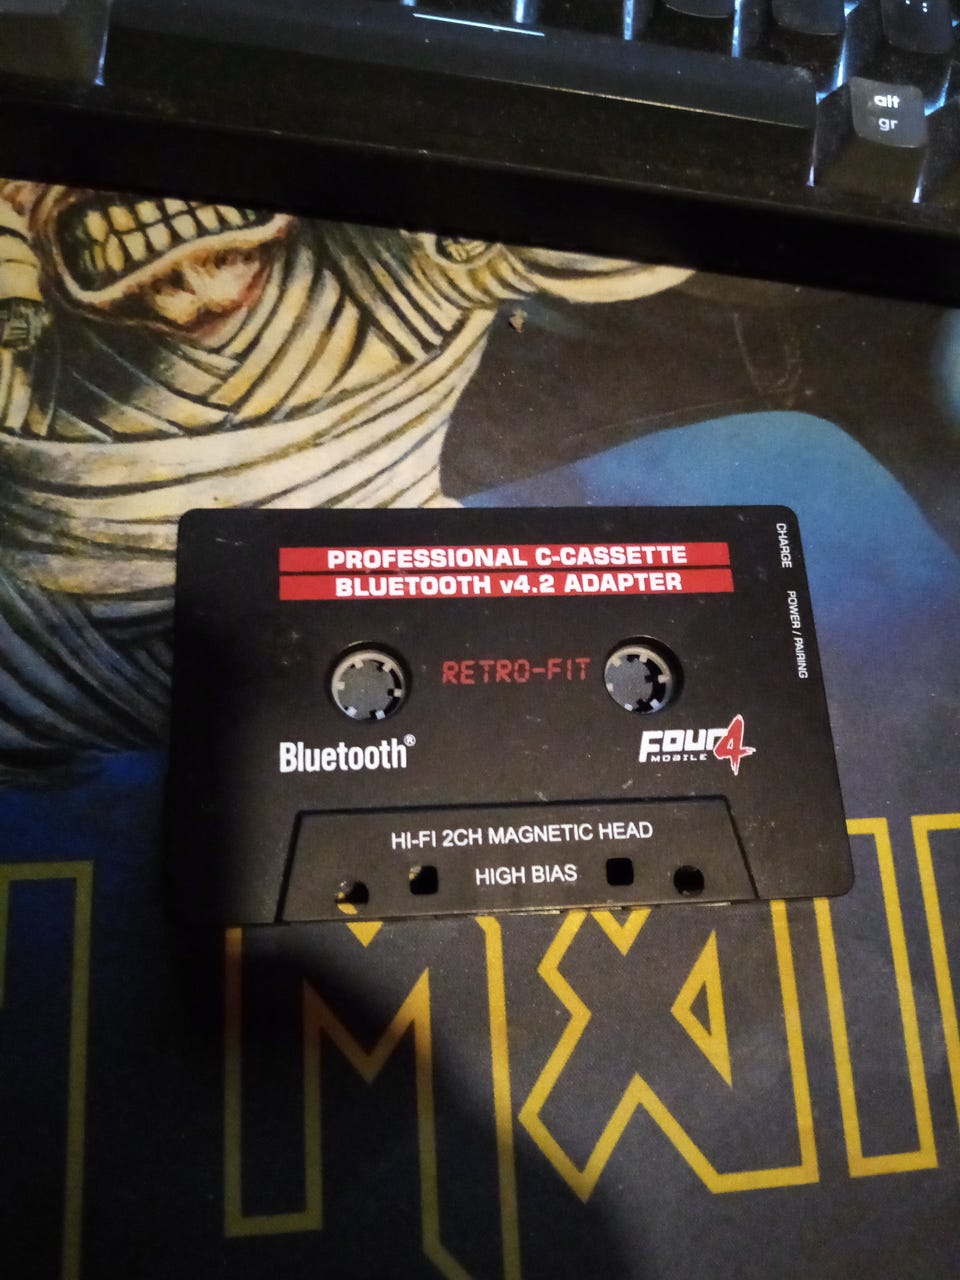 alt
gr
CHARGE
POWER / PAIRING
PROFESSIONAL C-CASSETTE
BLUETOOTH v4.2 ADAPTER
RETRO-FIT
Bluetooth®
FOUR4
MOBILE
HI-FI 2CH MAGNETIC HEAD
HIGH BIAS